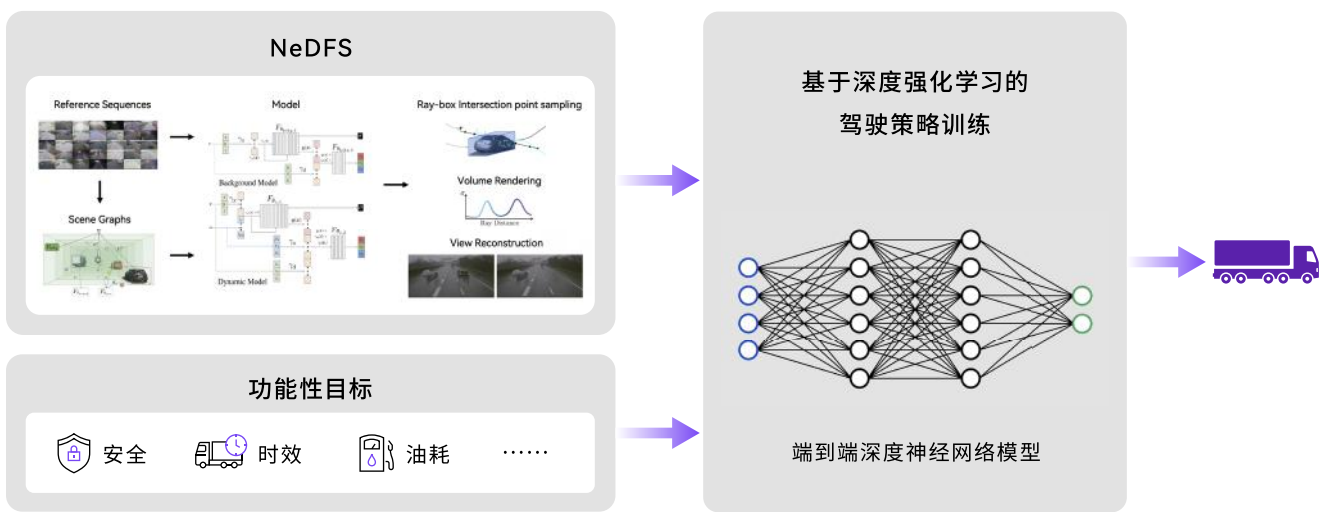 NeDFS
Reference Sequences
Model
Ray-box Intersection point sampling
Background Model
Volume Rendering
Ray Distance
Scene Graphs
View Reconstruction
Dynamic Model
功能性目标
安全
时效
油耗
······
基于深度强化学习的
驾驶策略训练
端到端深度神经网络模型